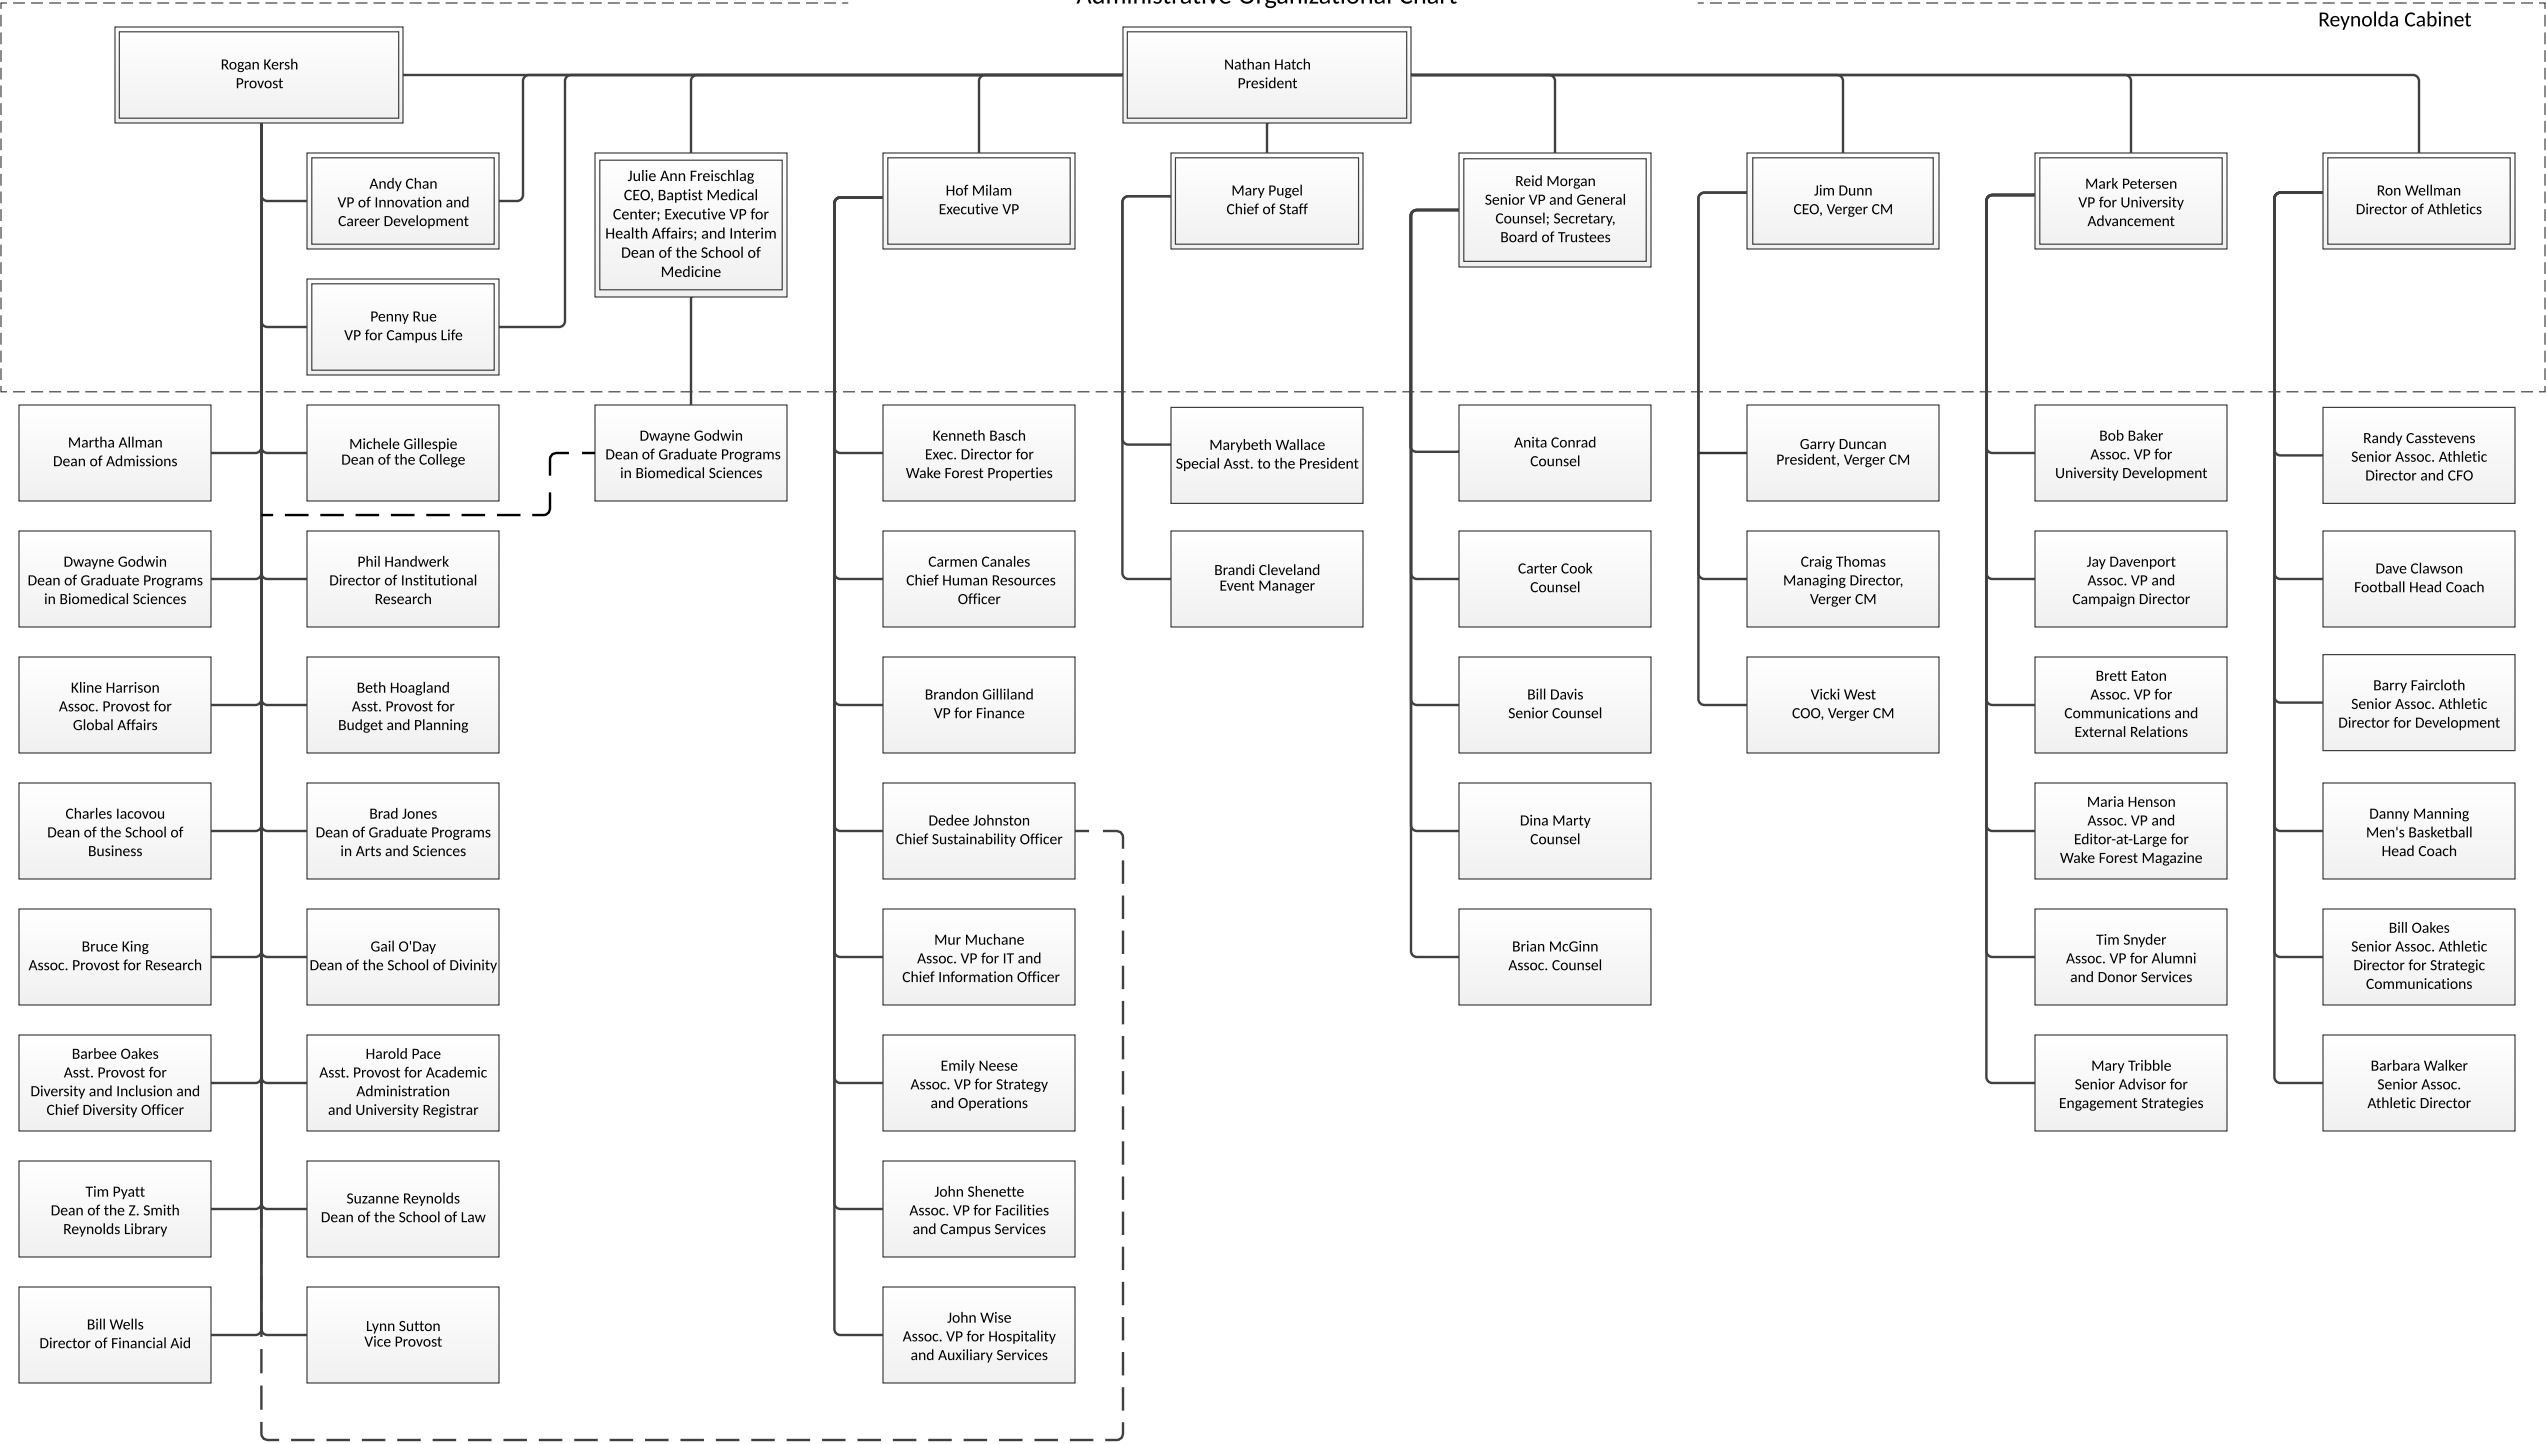 Administrative Organizational Chart
Reynolda Cabinet
Rogan Kersh
Provost
Nathan Hatch
President
Andy Chan
VP of Innovation and
Career Development
Penny Rue
VP for Campus Life
Julie Ann Freischlag
CEO, Baptist Medical
Center; Executive VP for
Health Affairs; and Interim
Dean of the School of
Medicine
Hof Milam
Executive VP
Mary Pugel
Chief of Staff
Reid Morgan
Senior VP and General
Counsel; Secretary,
Board of Trustees
Jim Dunn
CEO, Verger CM
Mark Petersen
VP for University
Advancement
Ron Wellman
Director of Athletics
Martha Allman
Dean of Admissions
Dwayne Godwin
Dean of Graduate Programs
in Biomedical Sciences
Kline Harrison
Assoc. Provost for
Global Affairs
Charles Iacovou
Dean of the School of
Business
Bruce King
Assoc. Provost for Research
Barbee Oakes
Asst. Provost for
Diversity and Inclusion and
Chief Diversity Officer
Tim Pyatt
Dean of the Z. Smith
Reynolds Library
Bill Wells
Director of Financial Aid
Michele Gillespie
Dean of the College
Phil Handwerk
Director of Institutional
Research
Beth Hoagland
Asst. Provost for
Budget and Planning
Brad Jones
Dean of Graduate Programs
in Arts and Sciences
Gail O'Day
Dean of the School of Divinity
Harold Pace
Asst. Provost for Academic
Administration
and University Registrar
Suzanne Reynolds
Dean of the School of Law
Lynn Sutton
Vice Provost
Dwayne Godwin
Dean of Graduate Programs
in Biomedical Sciences
Kenneth Basch
Exec. Director for
Wake Forest Properties
Carmen Canales
Chief Human Resources
Officer
Brandon Gilliland
VP for Finance
Dedee Johnston
Chief Sustainability Officer
Mur Muchane
Assoc. VP for IT and
Chief Information Officer
Emily Neese
Assoc. VP for Strategy
and Operations
John Shenette
Assoc. VP for Facilities
and Campus Services
John Wise
Assoc. VP for Hospitality
and Auxiliary Services
Marybeth Wallace
Special Asst. to the President
Brandi Cleveland
Event Manager
Anita Conrad
Counsel
Carter Cook
Counsel
Bill Davis
Senior Counsel
Dina Marty
Counsel
Brian McGinn
Assoc. Counsel
Garry Duncan
President, Verger CM
Craig Thomas
Managing Director,
Verger CM
Vicki West
COO, Verger CM
Bob Baker
Assoc. VP for
University Development
Jay Davenport
Assoc. VP and
Campaign Director
Brett Eaton
Assoc. VP for
Communications and
External Relations
Maria Henson
Assoc. VP and
Editor-at-Large for
Wake Forest Magazine
Tim Snyder
Assoc. VP for Alumni
and Donor Services
Mary Tribble
Senior Advisor for
Engagement Strategies
Randy Casstevens
Senior Assoc. Athletic
Director and CFO
Dave Clawson
Football Head Coach
Barry Faircloth
Senior Assoc. Athletic
Director for Development
Danny Manning
Men's Basketball
Head Coach
Bill Oakes
Senior Assoc. Athletic
Director for Strategic
Communications
Barbara Walker
Senior Assoc.
Athletic Director